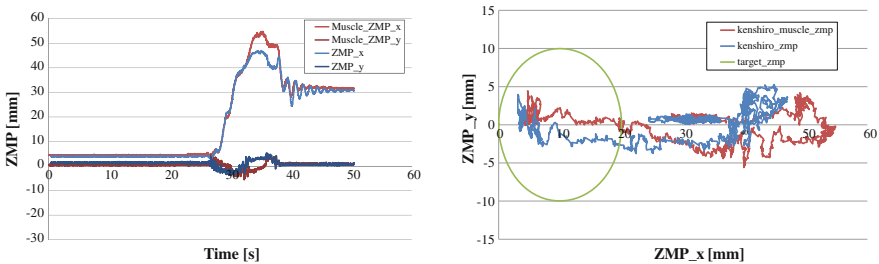 60
50
40
30
20
10
0
-10
-20
-30
0
10
20
30
40
50
60
ZMP [mm]
Time [s]
Muscle_ZMP_x
Muscle_ZMP_y
ZMP_x
ZMP_y
15
10
5
0
-5
-10
-15
0
10
20
30
40
50
60
ZMP_y [mm]
ZMP_x [mm]
kenshiro_muscle_zmp
kenshiro_zmp
target_zmp